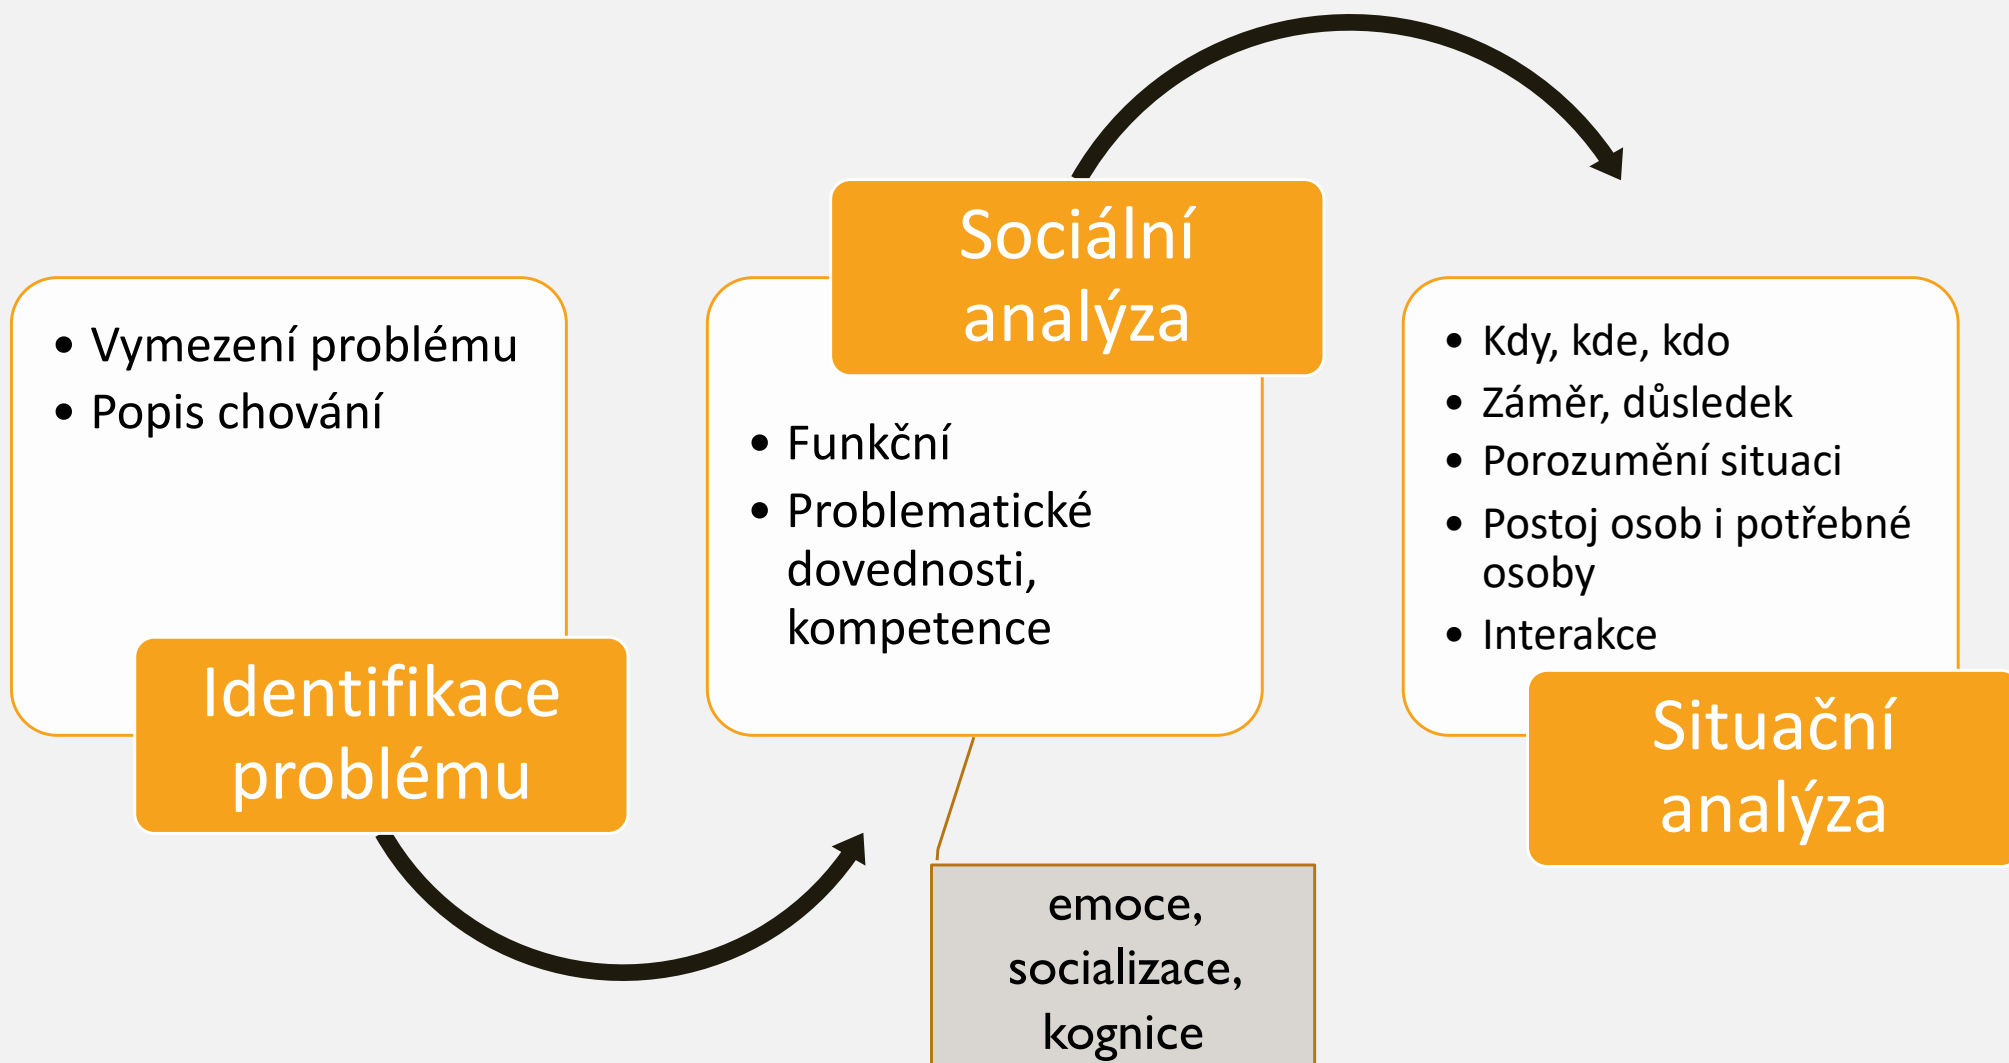 • Vymezení problému
• Popis chování
Identifikace
problému
Sociální
analýza
• Funkční
• Problematické
dovednosti,
kompetence
emoce,
socializace,
kognice
• Kdy, kde, kdo
• Záměr, důsledek
• Porozumění situaci
• Postoj osob i potřebné
osoby
• Interakce
Situační
analýza